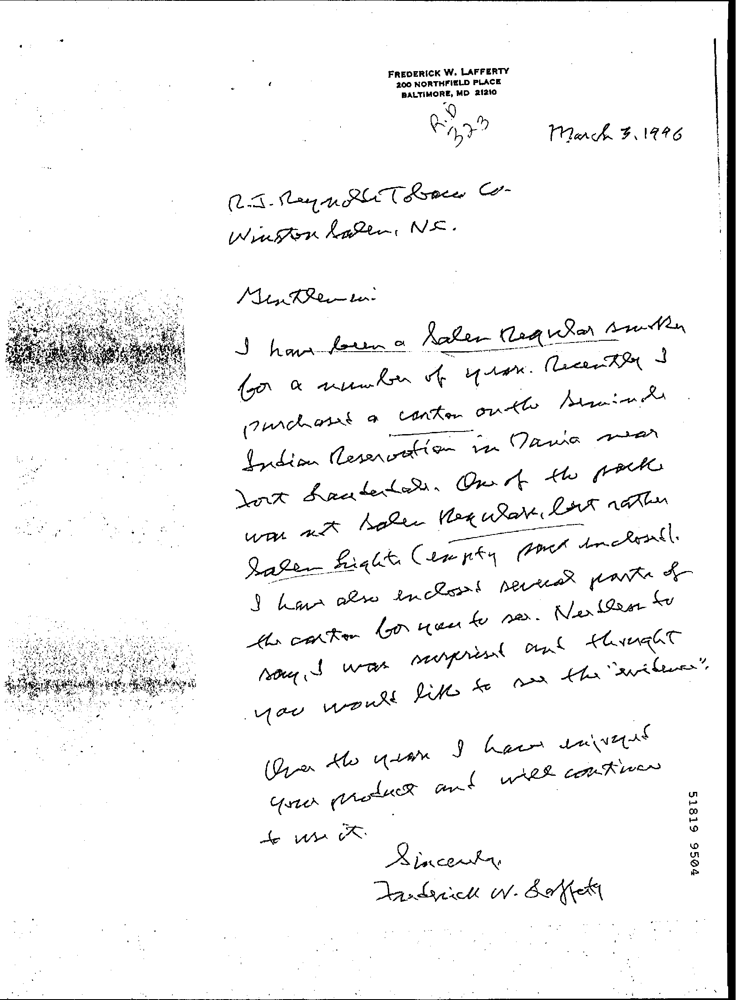 FREDERICK W. LAFFERTY
200 NORTHFIELD PLACE
BALTIMORE, MD 21210
R.D
323
March 3, 1996
R.J. Reynolds Tobacco Co.
Winston Salem, NC.
Gentlemen:
I have been a Salem Regular smoker
for a number of years. Recently I
purchased a carton on the Seminole
Indian Reservation in Dania near
Fort Lauderdale. One of the packs
was not Salem Regulars, but rather
Salem Lights (empty pack enclosed).
I have also enclosed several parts of
the carton for you to see. Needless to
say, I was surprised and thought
you would like to see the "evidence".
Over the years I have enjoyed
your product and will continue
to use it.
Sincerely,
Frederick W. Lafferty
51819 9504